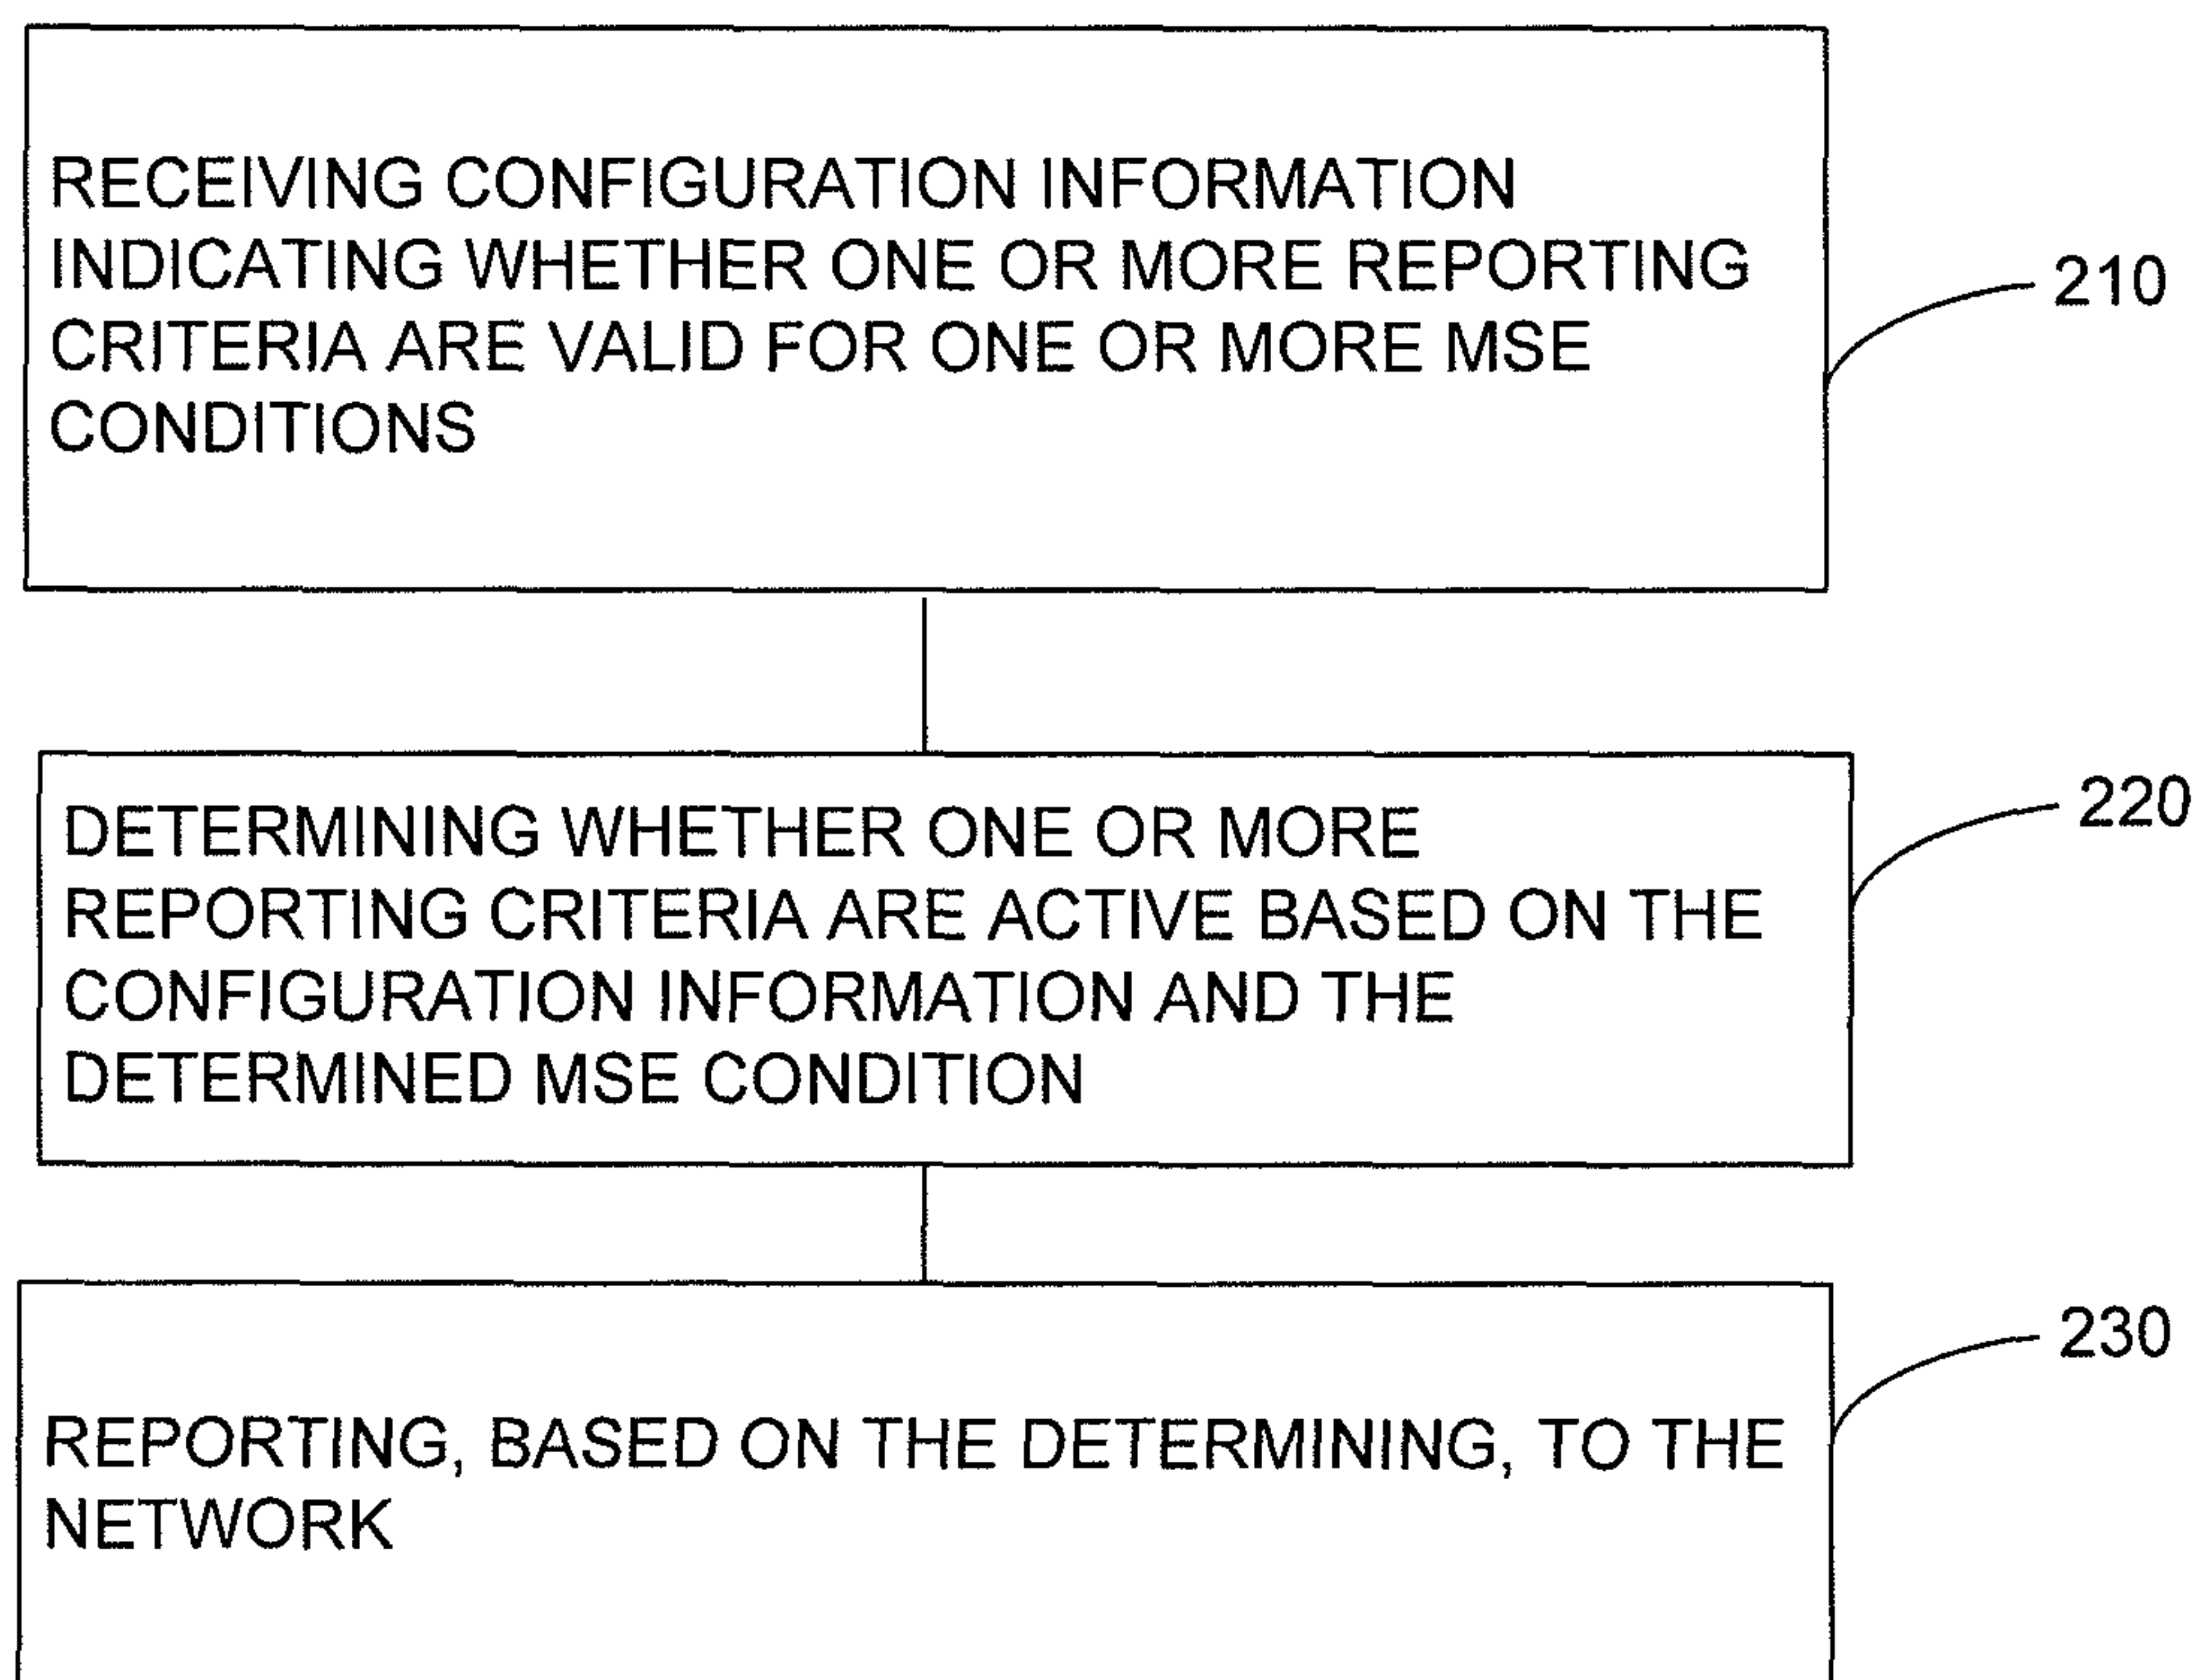 RECEIVING CONFIGURATION INFORMATION
INDICATING WHETHER ONE OR MORE REPORTING
CRITERIA ARE VALID FOR ONE OR MORE MSE
CONDITIONS
210
DETERMINING WHETHER ONE OR MORE
REPORTING CRITERIA ARE ACTIVE BASED ON THE
CONFIGURATION INFORMATION AND THE
DETERMINED MSE CONDITION
220
REPORTING, BASED ON THE DETERMINING, TO THE
NETWORK
230